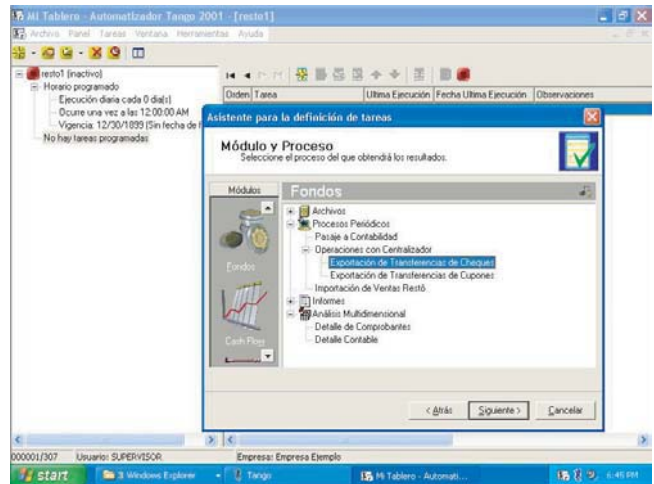 Mi Tablero - Automatizador Tango 2001 - [resto1]
Archivo Panel Tareas Ventana Herramientas Ayuda
resto1 (inactivo)
Horario programado
Ejecución diaria cada 0 día(s)
Ocurre una vez a las 12:00:00 AM
Vigencia: 12/30/1899 (Sin fecha de f
No hay tareas programadas
Orden Tarea Ultima Ejecución Fecha Ultima Ejecución Observaciones
Asistente para la definición de tareas
Módulo y Proceso
Seleccione el proceso del que obtendrá los resultados.
Módulos
Fondos
Fondos
Cash Flow
Archivos
Procesos Periódicos
Pasaje a Contabilidad
Operaciones con Centralizador
Exportación de Transferencias de Cheques
Exportación de Transferencias de Cupones
Importación de Ventas Restô
Informes
Análisis Multidimensional
Detalle de Comprobantes
Detalle Contable
< Atrás
Siguiente >
Cancelar
000001/307 Usuario: SUPERVISOR Empresa: Empresa Ejemplo
start
3 Windows Explorer
Tango
Mi Tablero - Automati...
6:45 PM